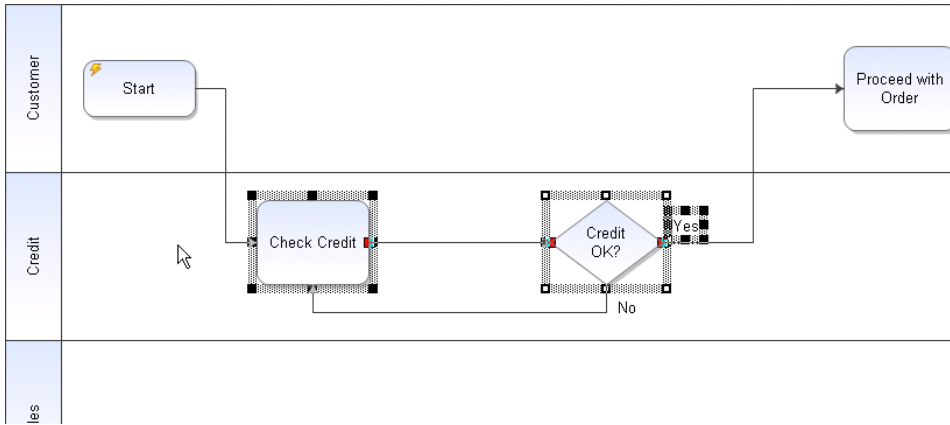 Customer
Start
Proceed with
Order
Credit
Check Credit
Credit
OK?
Yes
No